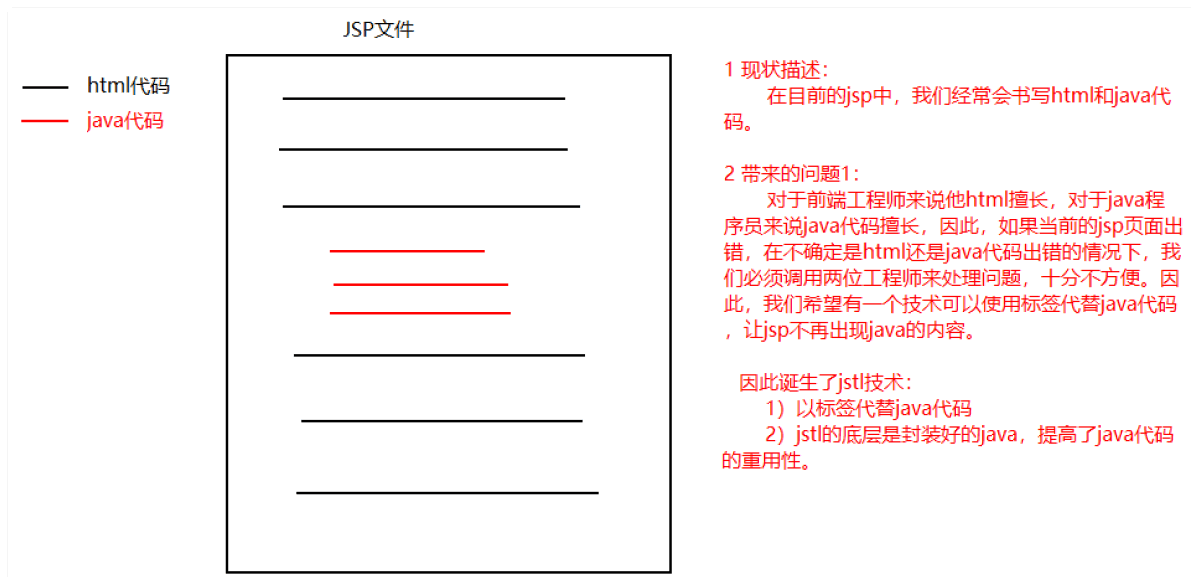 JSP文件
html代码
java代码
1 现状描述：
在目前的jsp中，我们经常会书写html和java代
码。
2 带来的问题1：
对于前端工程师来说他html擅长，对于java程
序员来说java代码擅长，因此，如果当前的jsp页面出
错，在不确定是html还是java代码出错的情况下，我
们必须调用两位工程师来处理问题，十分不方便。因
此，我们希望有一个技术可以使用标签代替java代码
，让jsp不再出现java的内容。
因此诞生了jstl技术：
1）以标签代替java代码
2）jstl的底层是封装好的java，提高了java代码
的重用性。